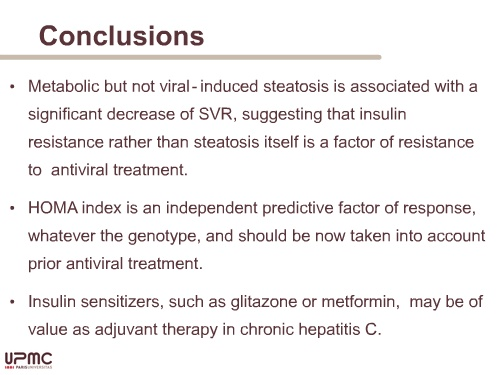 Conclusions
• Metabolic but not viral-induced steatosis is associated with a
significant decrease of SVR, suggesting that insulin
resistance rather than steatosis itself is a factor of resistance
to antiviral treatment.
• HOMA index is an independent predictive factor of response,
whatever the genotype, and should be now taken into account
prior antiviral treatment.
• Insulin sensitizers, such as glitazone or metformin, may be of
value as adjuvant therapy in chronic hepatitis C.
UPMC
PARISUNIVERSITAS